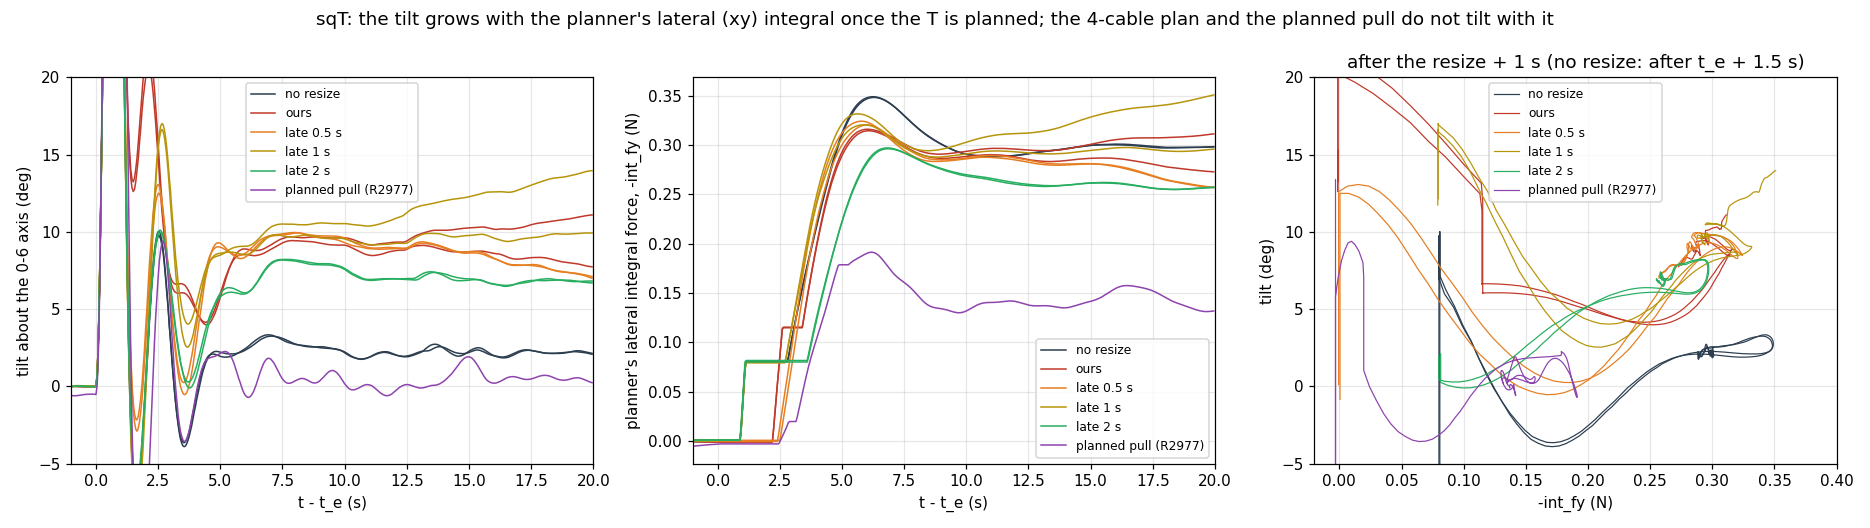 sqT: the tilt grows with the planner's lateral (xy) integral once the T is planned; the 4-cable plan and the planned pull do not tilt with it
tilt about the 0-6 axis (deg)
20
15
10
5
0
−5
0.0
2.5
5.0
7.5
10.0
12.5
15.0
17.5
20.0
t - t_e (s)
no resize
ours
late 0.5 s
late 1 s
late 2 s
planned pull (R2977)
planner's lateral integral force, -int_fy (N)
0.35
0.30
0.25
0.20
0.15
0.10
0.05
0.00
0.0
2.5
5.0
7.5
10.0
12.5
15.0
17.5
20.0
t - t_e (s)
no resize
ours
late 0.5 s
late 1 s
late 2 s
planned pull (R2977)
after the resize + 1 s (no resize: after t_e + 1.5 s)
tilt (deg)
20
15
10
5
0
−5
0.00
0.05
0.10
0.15
0.20
0.25
0.30
0.35
0.40
-int_fy (N)
no resize
ours
late 0.5 s
late 1 s
late 2 s
planned pull (R2977)